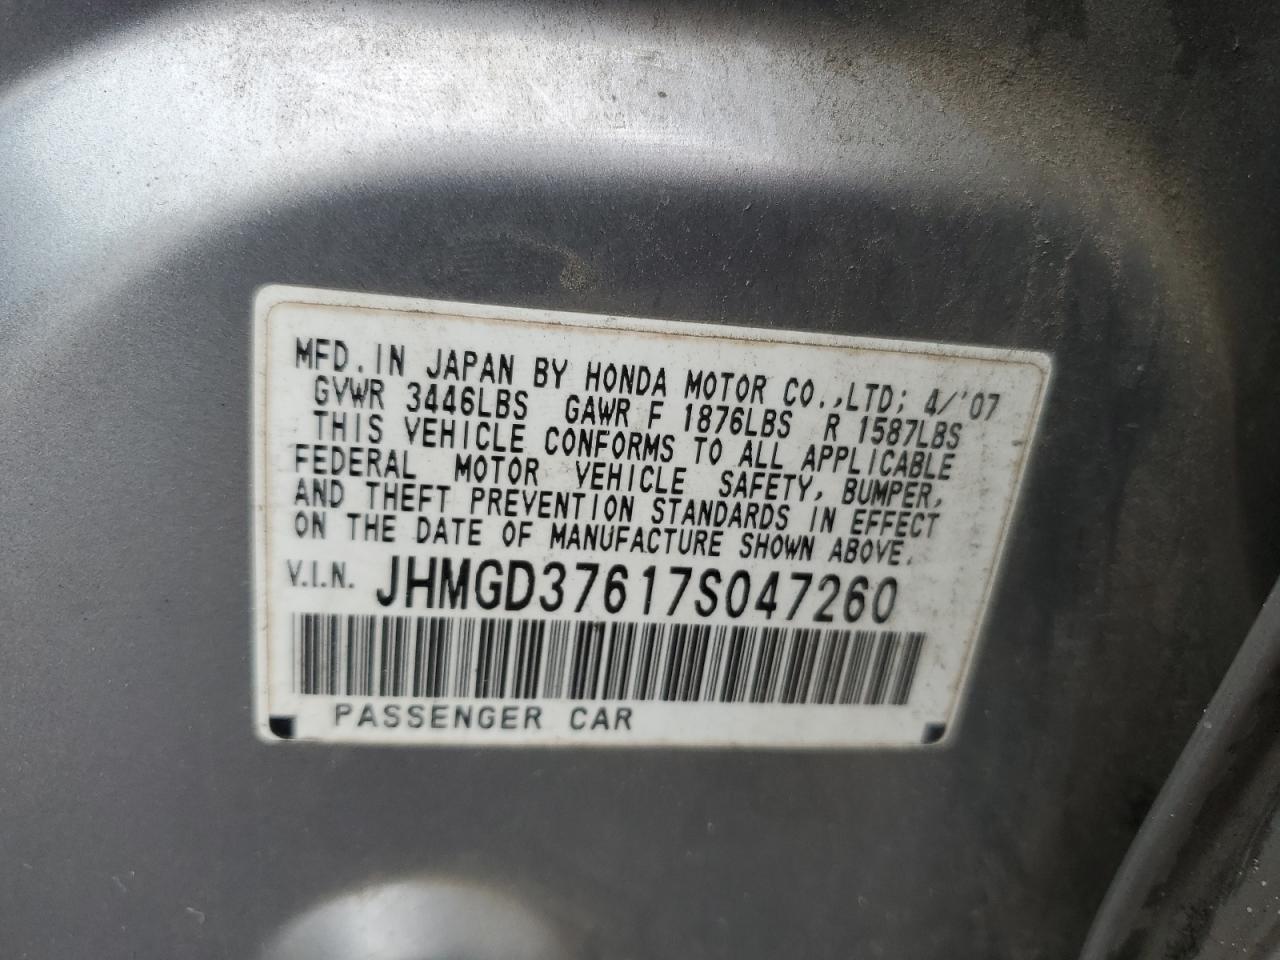 MFD. IN JAPAN BY HONDA MOTOR CO.,LTD; 4/'07
GVWR 3446LBS GAWR F 1876LBS R 1587LBS
THIS VEHICLE CONFORMS TO ALL APPLICABLE
FEDERAL MOTOR VEHICLE SAFETY, BUMPER,
AND THEFT PREVENTION STANDARDS IN EFFECT
ON THE DATE OF MANUFACTURE SHOWN ABOVE.
V.I.N. JHMGD37617S047260
PASSENGER CAR